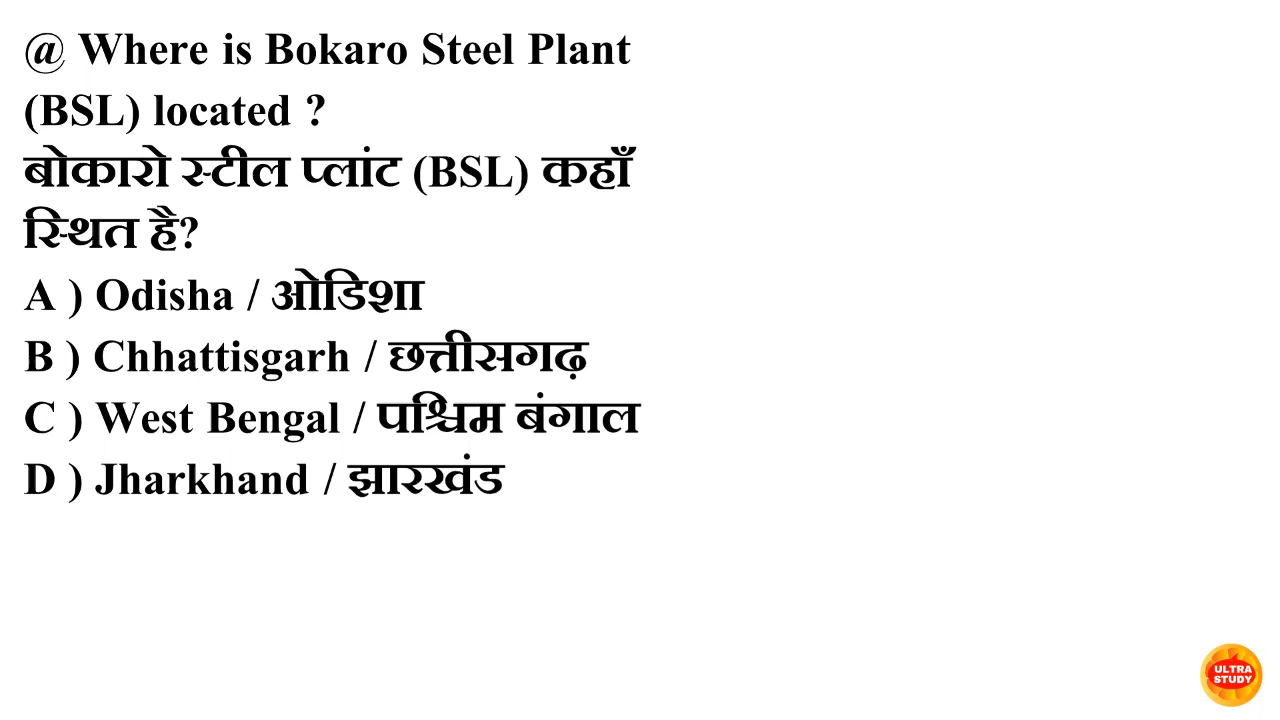 @ Where is Bokaro Steel Plant
(BSL) located ?
बोकारो स्टील प्लांट (BSL) कहाँ
स्थित है?
A ) Odisha / ओडिशा
B ) Chhattisgarh / छत्तीसगढ़
C ) West Bengal / पश्चिम बंगाल
D ) Jharkhand / झारखंड
ULTRA
STUDY